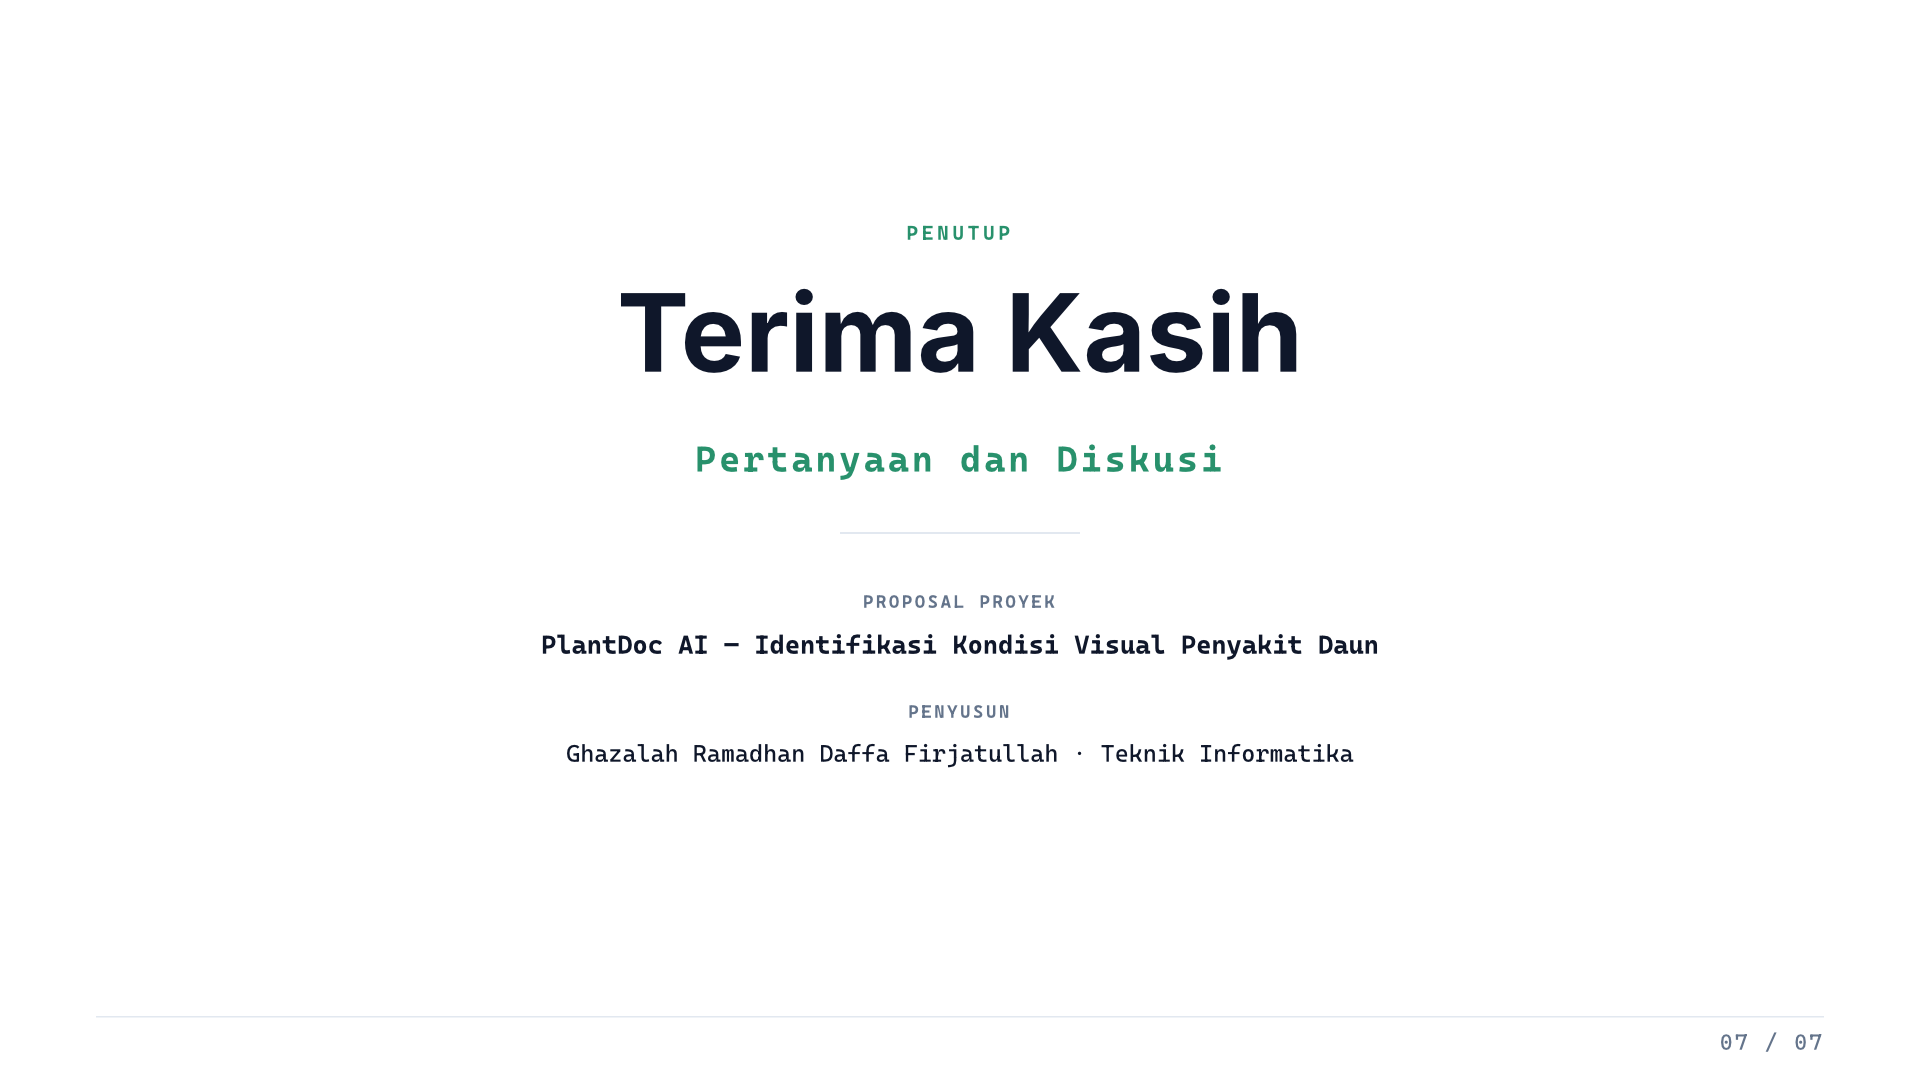 PENUTUP
Terima Kasih
Pertanyaan dan Diskusi
PROPOSAL PROYEK
PlantDoc AI — Identifikasi Kondisi Visual Penyakit Daun
PENYUSUN
Ghazalah Ramadhan Daffa Firjatullah · Teknik Informatika
07 / 07